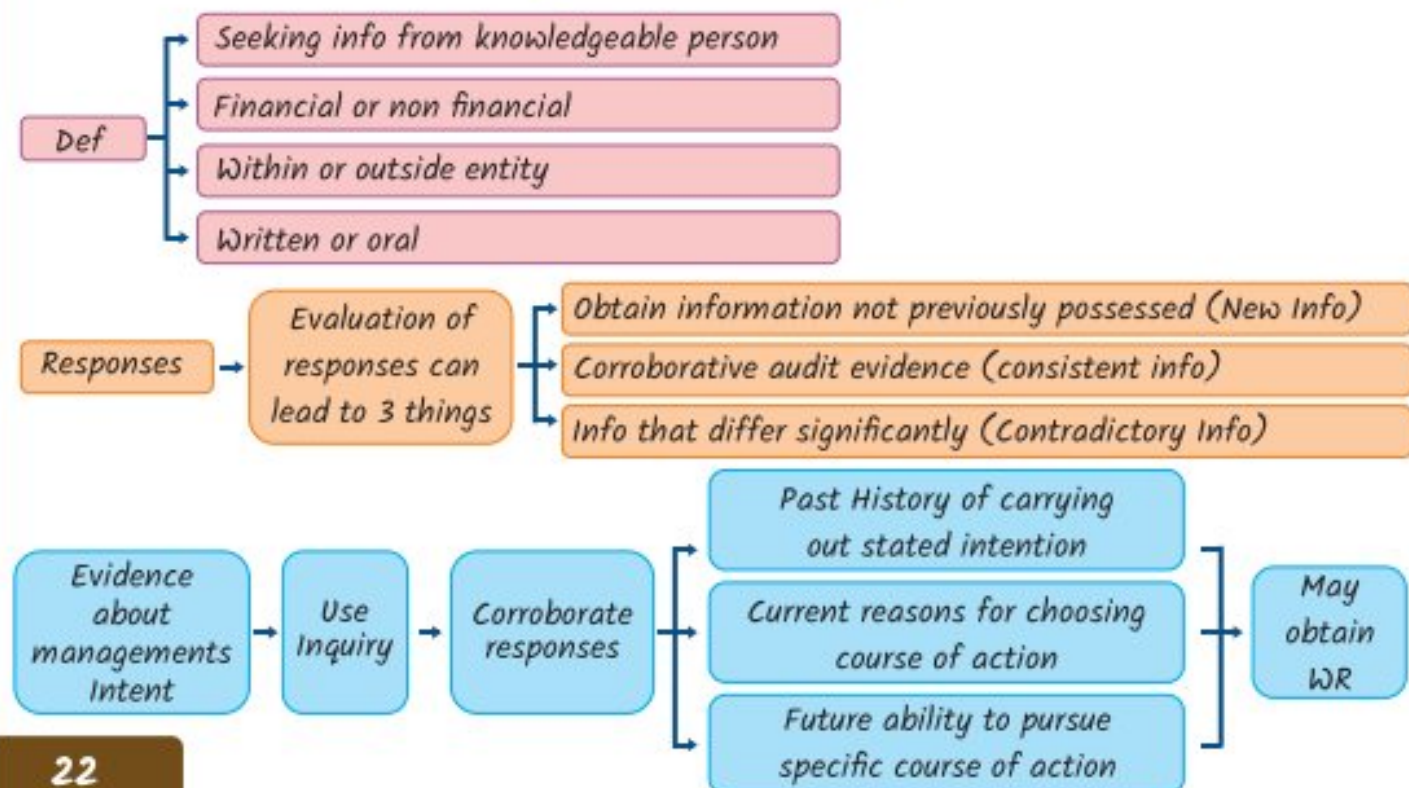 Def
Seeking info from knowledgeable person
Financial or non financial
Within or outside entity
Written or oral
Responses
Evaluation of
responses can
lead to 3 things
Obtain information not previously possessed (New Info)
Corroborative audit evidence (consistent info)
Info that differ significantly (Contradictory Info)
Evidence
about
managements
Intent
Use
Inquiry
Corroborate
responses
Past History of carrying
out stated intention
Current reasons for choosing
course of action
Future ability to pursue
specific course of action
May
obtain
WR
22